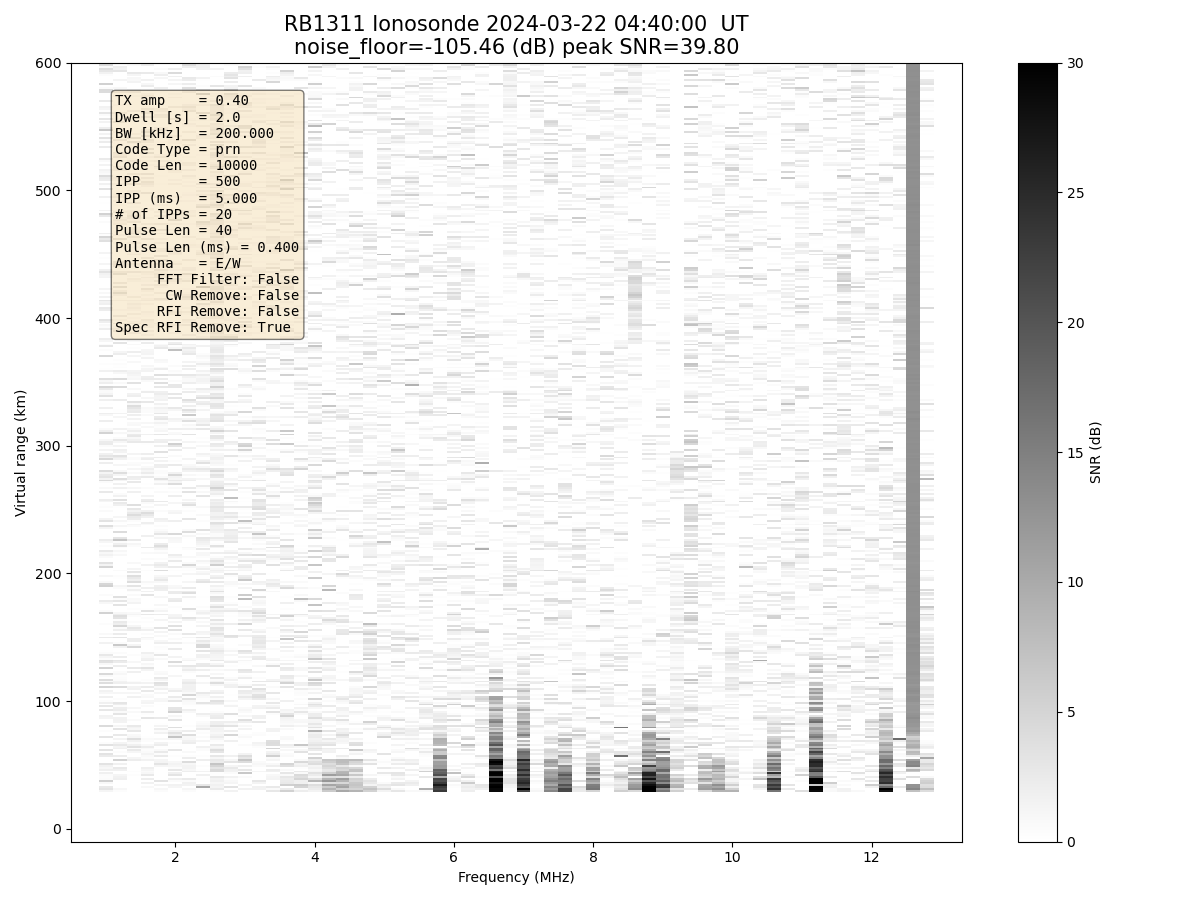 RB1311 Ionosonde 2024-03-22 04:40:00  UT
noise_floor=-105.46 (dB) peak SNR=39.80
TX amp    = 0.40
Dwell [s] = 2.0
BW [kHz]  = 200.000
Code Type = prn
Code Len  = 10000
IPP       = 500
IPP (ms)  = 5.000
# of IPPs = 20
Pulse Len = 40
Pulse Len (ms) = 0.400
Antenna   = E/W
FFT Filter: False
CW Remove: False
RFI Remove: False
Spec RFI Remove: True
600
500
400
300
200
100
0
Virtual range (km)
2 4 6 8 10 12
Frequency (MHz)
30
25
20
15
10
5
0
SNR (dB)